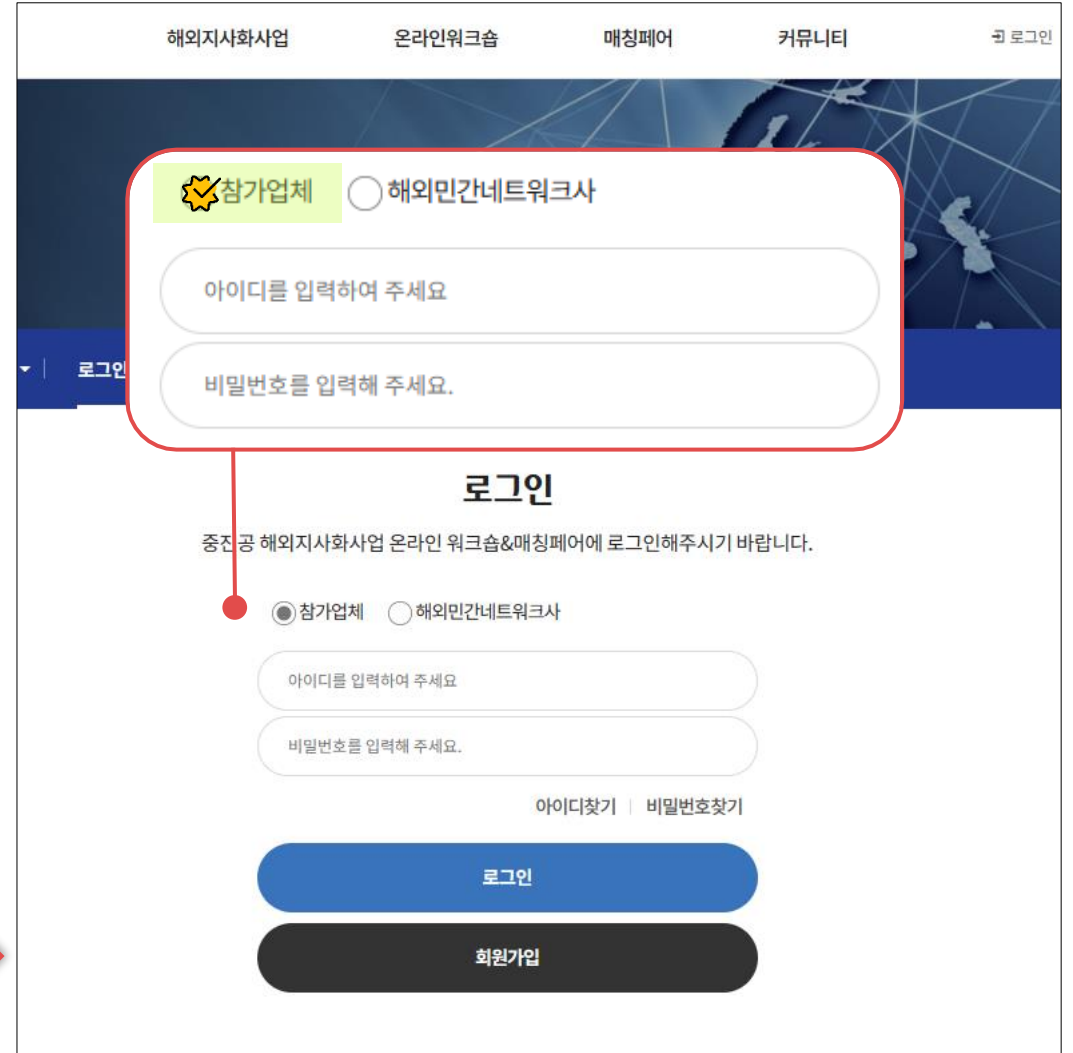 해외지사화사업 온라인워크숍 매칭페어 커뮤니티 로그인
참가업체 해외민간네트워크사
아이디를 입력하여 주세요
로그인
비밀번호를 입력해 주세요.
로그인
중진공 해외지사화사업 온라인 워크숍&매칭페어에 로그인해주시기 바랍니다.
참가업체 해외민간네트워크사
아이디를 입력하여 주세요
비밀번호를 입력해 주세요.
아이디찾기 | 비밀번호찾기
로그인
회원가입